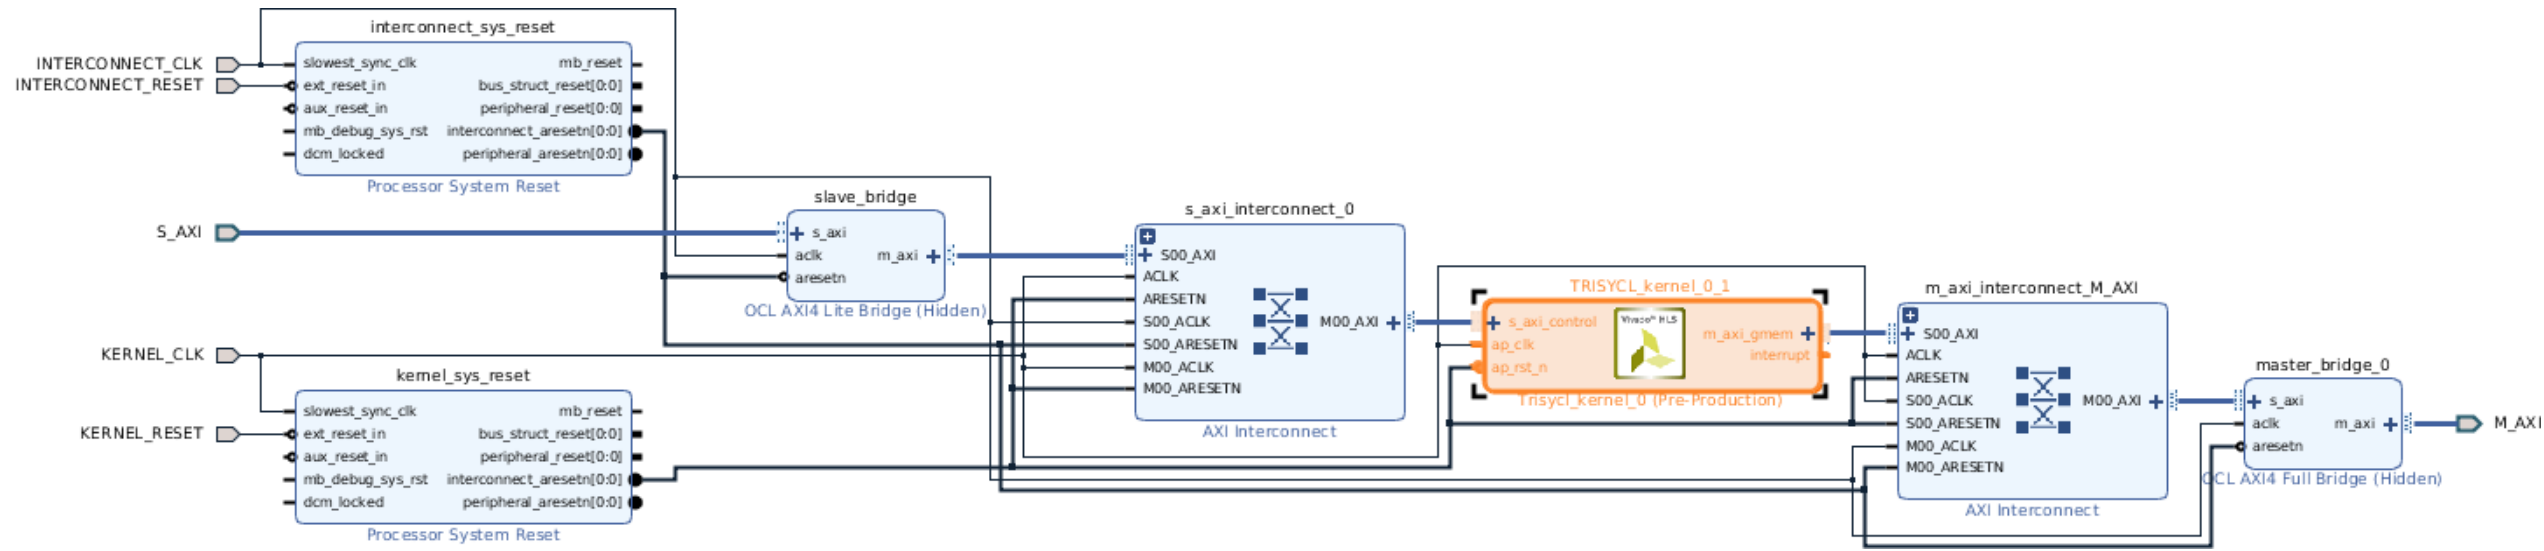 interconnect_sys_reset
INTERCONNECT_CLK
INTERCONNECT_RESET
slowest_sync_clk
mb_reset
ext_reset_in
bus_struct_reset[0:0]
aux_reset_in
peripheral_reset[0:0]
mb_debug_sys_rst
interconnect_aresetn[0:0]
dcm_locked
peripheral_aresetn[0:0]
Processor System Reset
S_AXI
slave_bridge
s_axi
aclk
m_axi
aresetn
OCL AXI4 Lite Bridge (Hidden)
KERNEL_CLK
KERNEL_RESET
kernel_sys_reset
slowest_sync_clk
mb_reset
ext_reset_in
bus_struct_reset[0:0]
aux_reset_in
peripheral_reset[0:0]
mb_debug_sys_rst
interconnect_aresetn[0:0]
dcm_locked
peripheral_aresetn[0:0]
Processor System Reset
s_axi_interconnect_0
S00_AXI
ACLK
ARESETN
S00_ACLK
M00_AXI
S00_ARESETN
M00_ACLK
M00_ARESETN
AXI Interconnect
TRISYCL_kernel_0_1
s_axi_control
ap_clk
ap_rst_n
Vivado™ HLS
m_axi_gmem
interrupt
Trisycl_kernel_0 (Pre-Production)
m_axi_interconnect_M_AXI
S00_AXI
ACLK
ARESETN
S00_ACLK
M00_AXI
S00_ARESETN
M00_ACLK
M00_ARESETN
AXI Interconnect
master_bridge_0
s_axi
aclk
m_axi
aresetn
OCL AXI4 Full Bridge (Hidden)
M_AXI